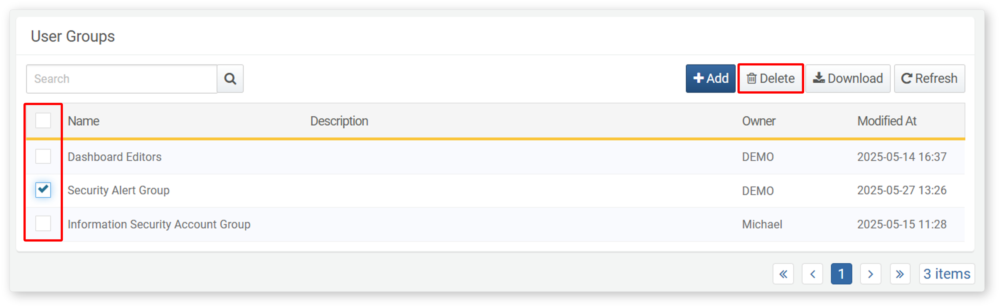 User Groups
Search
Add Delete Download Refresh
Name Description Owner Modified At
Dashboard Editors DEMO 2025-05-14 16:37
Security Alert Group DEMO 2025-05-27 13:26
Information Security Account Group Michael 2025-05-15 11:28
« ‹ 1 › » 3 items